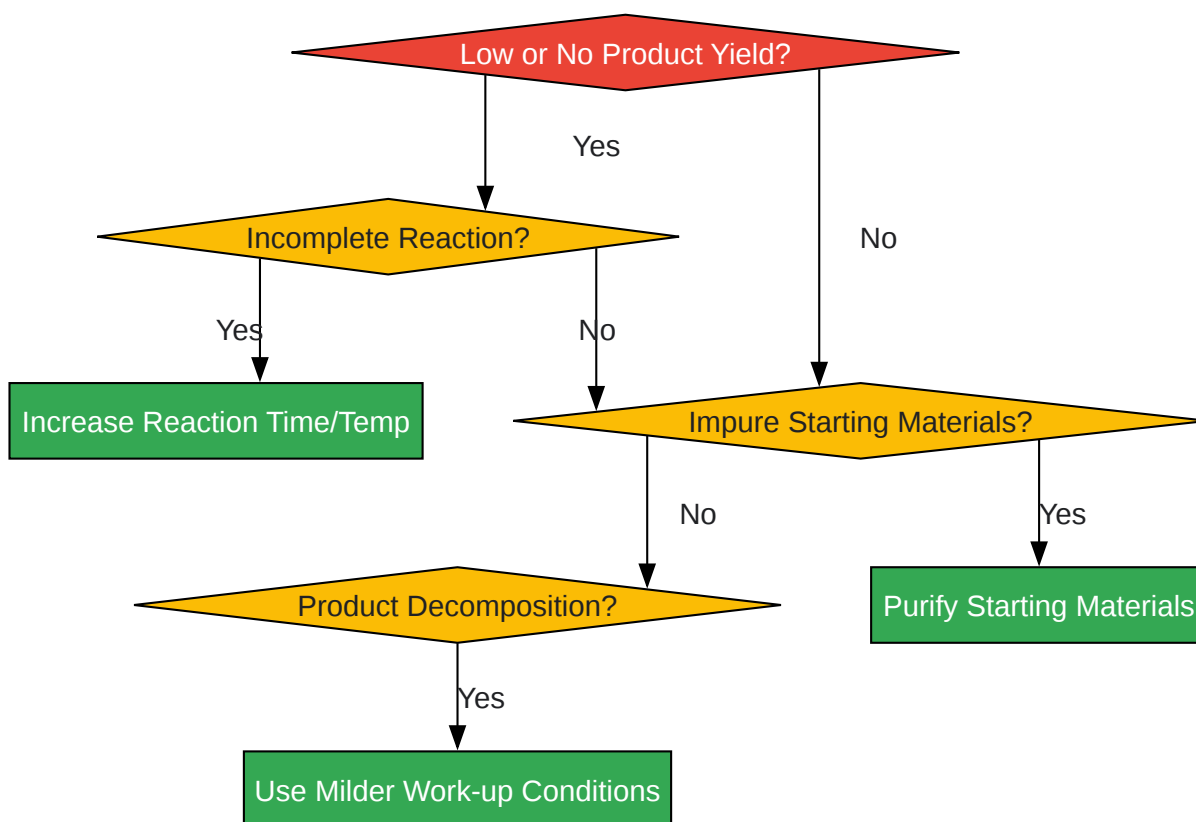 Low or No Product Yield?
Yes
Incomplete Reaction?
No
Yes
No
Increase Reaction Time/Temp
Impure Starting Materials?
No
Yes
Product Decomposition?
Purify Starting Materials
Yes
Use Milder Work-up Conditions